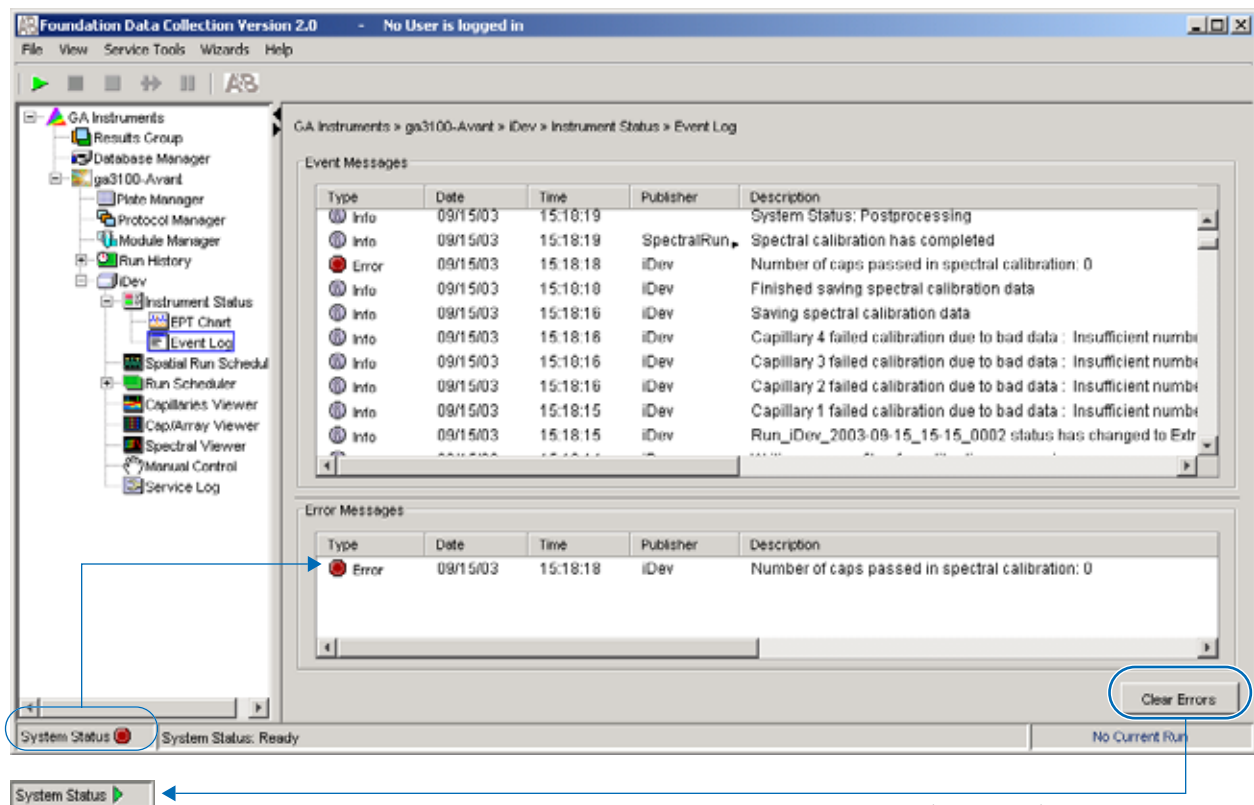 Foundation Data Collection Version 2.0 - No User is logged in
File View Service Tools Wizards Help
AB
GA Instruments
Results Group
Database Manager
ga3100-Avant
Plate Manager
Protocol Manager
Module Manager
Run History
iDev
Instrument Status
EPT Chart
Event Log
Spatial Run Schedul
Run Scheduler
Capillaries Viewer
Cap/Array Viewer
Spectral Viewer
Manual Control
Service Log
GA Instruments » ga3100-Avant » iDev » Instrument Status » Event Log
Event Messages
Type Date Time Publisher Description
Info 09/15/03 15:18:19 System Status: Postprocessing
Info 09/15/03 15:18:19 SpectralRun Spectral calibration has completed
Error 09/15/03 15:18:18 iDev Number of caps passed in spectral calibration: 0
Info 09/15/03 15:18:18 iDev Finished saving spectral calibration data
Info 09/15/03 15:18:16 iDev Saving spectral calibration data
Info 09/15/03 15:18:16 iDev Capillary 4 failed calibration due to bad data : Insufficient numbe
Info 09/15/03 15:18:16 iDev Capillary 3 failed calibration due to bad data : Insufficient numbe
Info 09/15/03 15:18:16 iDev Capillary 2 failed calibration due to bad data : Insufficient numbe
Info 09/15/03 15:18:15 iDev Capillary 1 failed calibration due to bad data : Insufficient numbe
Info 09/15/03 15:18:15 iDev Run_iDev_2003-09-15_15-15_0002 status has changed to Extr
Error Messages
Type Date Time Publisher Description
Error 09/15/03 15:18:18 iDev Number of caps passed in spectral calibration: 0
Clear Errors
System Status System Status: Ready No Current Run
System Status